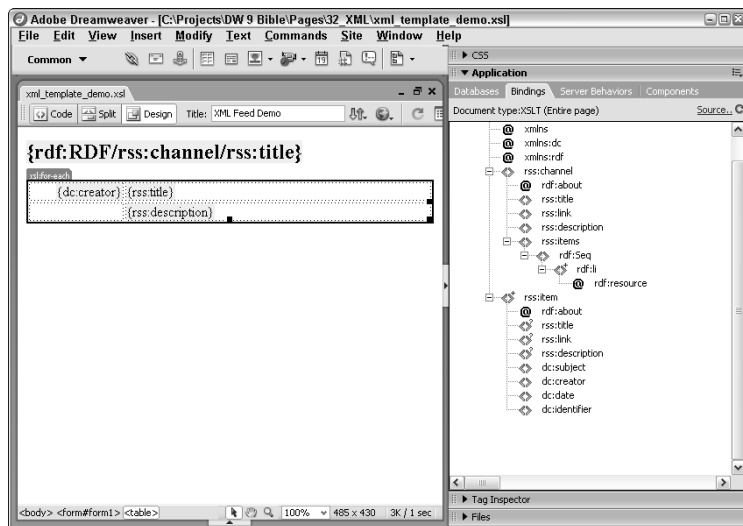 Adobe Dreamweaver - [C:\Projects\DW 9 Bible\Pages\32_XML\xml_template_demo.xsl]
File Edit View Insert Modify Text Commands Site Window Help
Common
CSS
Application
xml_template_demo.xsl
Databases Bindings Server Behaviors Components
Code Split Design Title: XML Feed Demo
Document type:XSLT (Entire page) Source...
{rdf:RDF/rss:channel/rss:title}
xsl:for-each
{dc:creator} {rss:title}
{rss:description}
xmlns
xmlns:dc
xmlns:rdf
rss:channel
rdf:about
rss:title
rss:link
rss:description
rss:items
rdf:Seq
rdf:li
rdf:resource
rss:item
rdf:about
rss:title
rss:link
rss:description
dc:subject
dc:creator
dc:date
dc:identifier
<body> <form#form1> <table> 100% 485 x 430 3K / 1 sec
Tag Inspector
Files